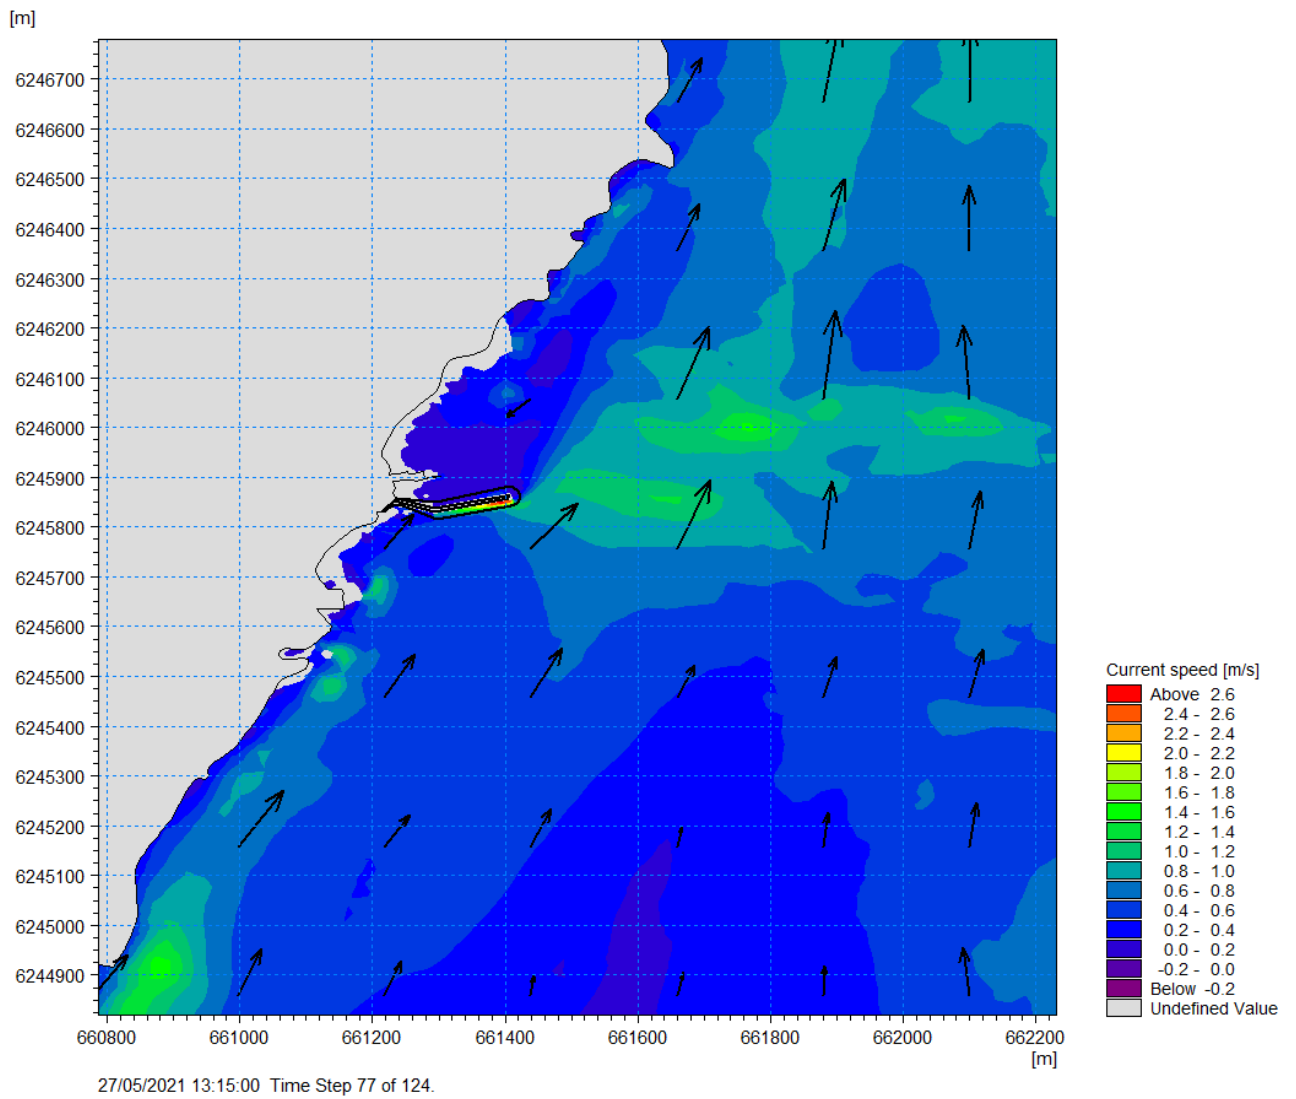 [m]
6246700
6246600
6246500
6246400
6246300
6246200
6246100
6246000
6245900
6245800
6245700
6245600
6245500
6245400
6245300
6245200
6245100
6245000
6244900
660800 661000 661200 661400 661600 661800 662000 662200
[m]
Current speed [m/s]
Above 2.6
2.4 - 2.6
2.2 - 2.4
2.0 - 2.2
1.8 - 2.0
1.6 - 1.8
1.4 - 1.6
1.2 - 1.4
1.0 - 1.2
0.8 - 1.0
0.6 - 0.8
0.4 - 0.6
0.2 - 0.4
0.0 - 0.2
-0.2 - 0.0
Below -0.2
Undefined Value
27/05/2021 13:15:00 Time Step 77 of 124.